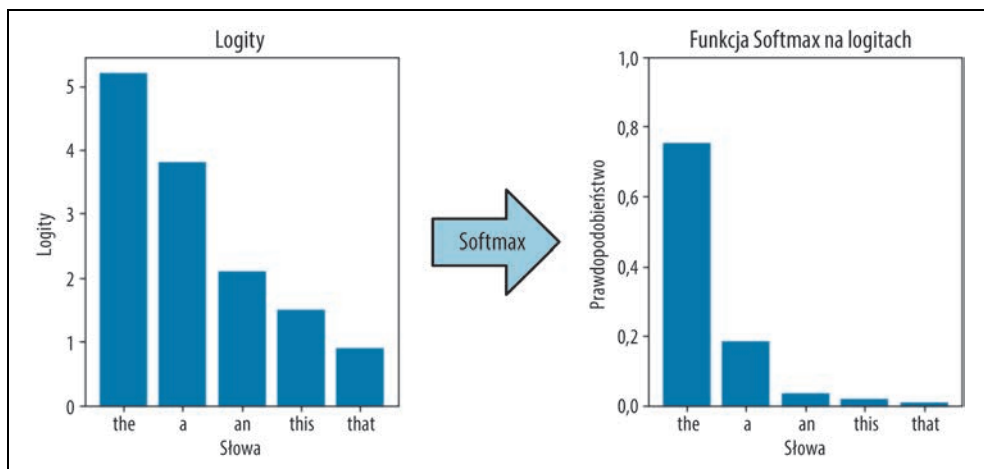 Logity
5
4
3
2
1
0
Logity
the a an this that
Słowa
Softmax
Funkcja Softmax na logitach
1,0
0,8
0,6
0,4
0,2
0,0
Prawdopodobieństwo
the a an this that
Słowa